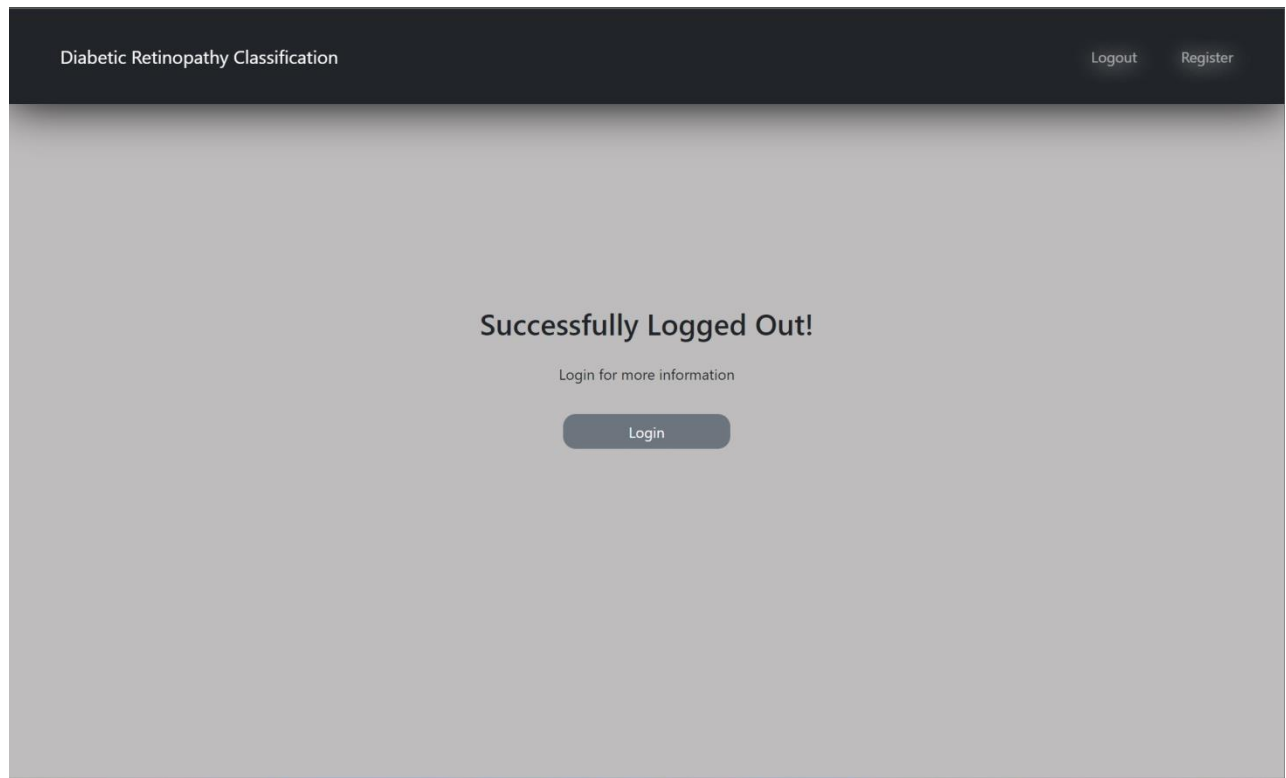 Diabetic Retinopathy Classification Logout Register
Successfully Logged Out!
Login for more information
Login